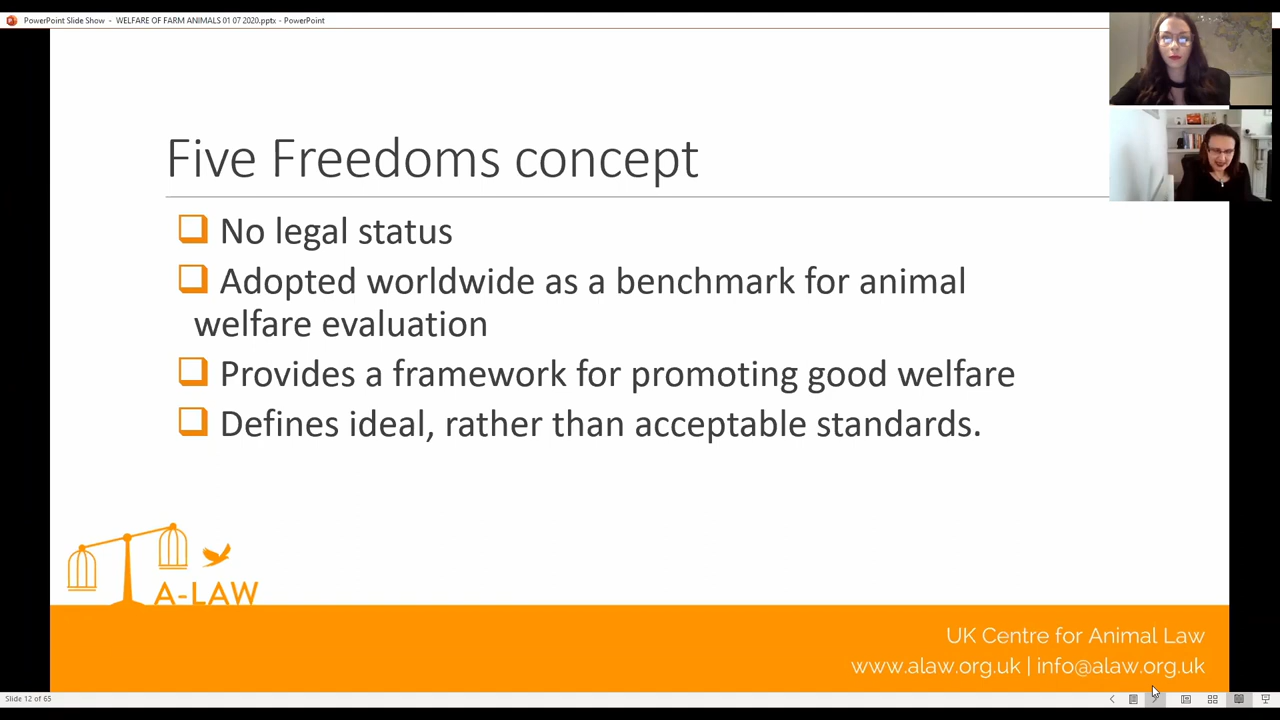 PowerPoint Slide Show - WELFARE OF FARM ANIMALS 01 07 2020.pptx - PowerPoint
Five Freedoms concept
No legal status
Adopted worldwide as a benchmark for animal
welfare evaluation
Provides a framework for promoting good welfare
Defines ideal, rather than acceptable standards.
A-LAW
UK Centre for Animal Law
www.alaw.org.uk | info@alaw.org.uk
Slide 12 of 65